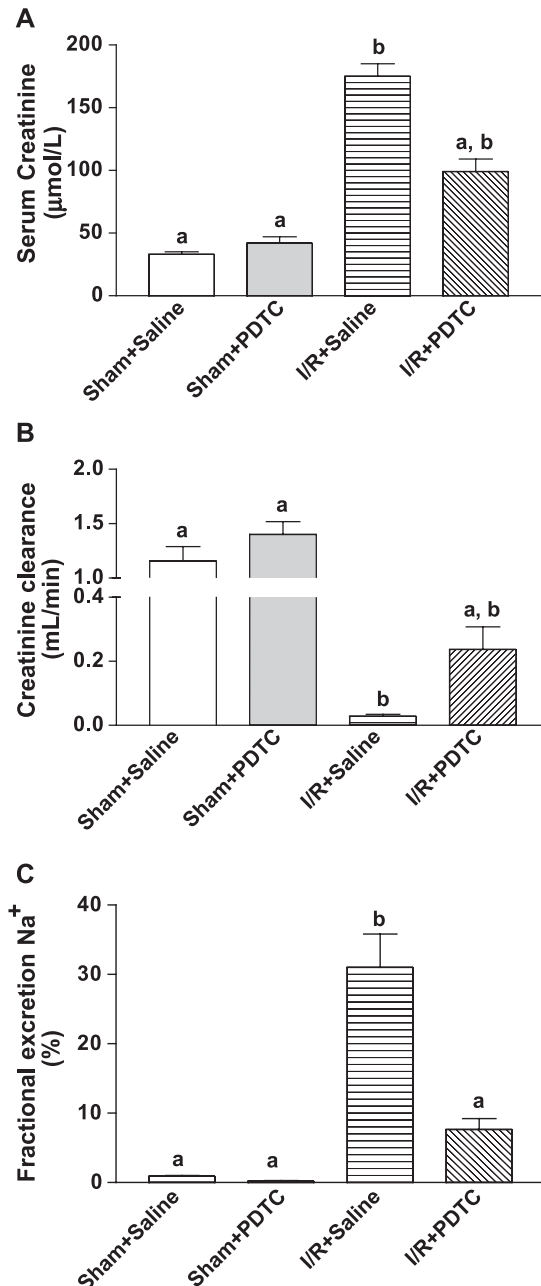 A
Serum Creatinine
(µmol/L)
200
150
100
50
0
a
a
b
a, b
Sham+Saline
Sham+PDTC
I/R+Saline
I/R+PDTC
B
Creatinine clearance
(mL/min)
2.0
1.5
1.0
0.4
0.2
0.0
a
a
b
a, b
Sham+Saline
Sham+PDTC
I/R+Saline
I/R+PDTC
C
Fractional excretion Na+
(%)
40
30
20
10
0
a
a
b
a
Sham+Saline
Sham+PDTC
I/R+Saline
I/R+PDTC